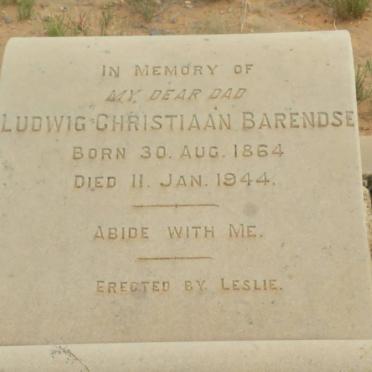 In Memory of
My Dear Dad
Ludwig Christiaan Barendse
Born 30. Aug. 1864
Died 11. Jan. 1944.
Abide with Me.
Erected by Leslie.